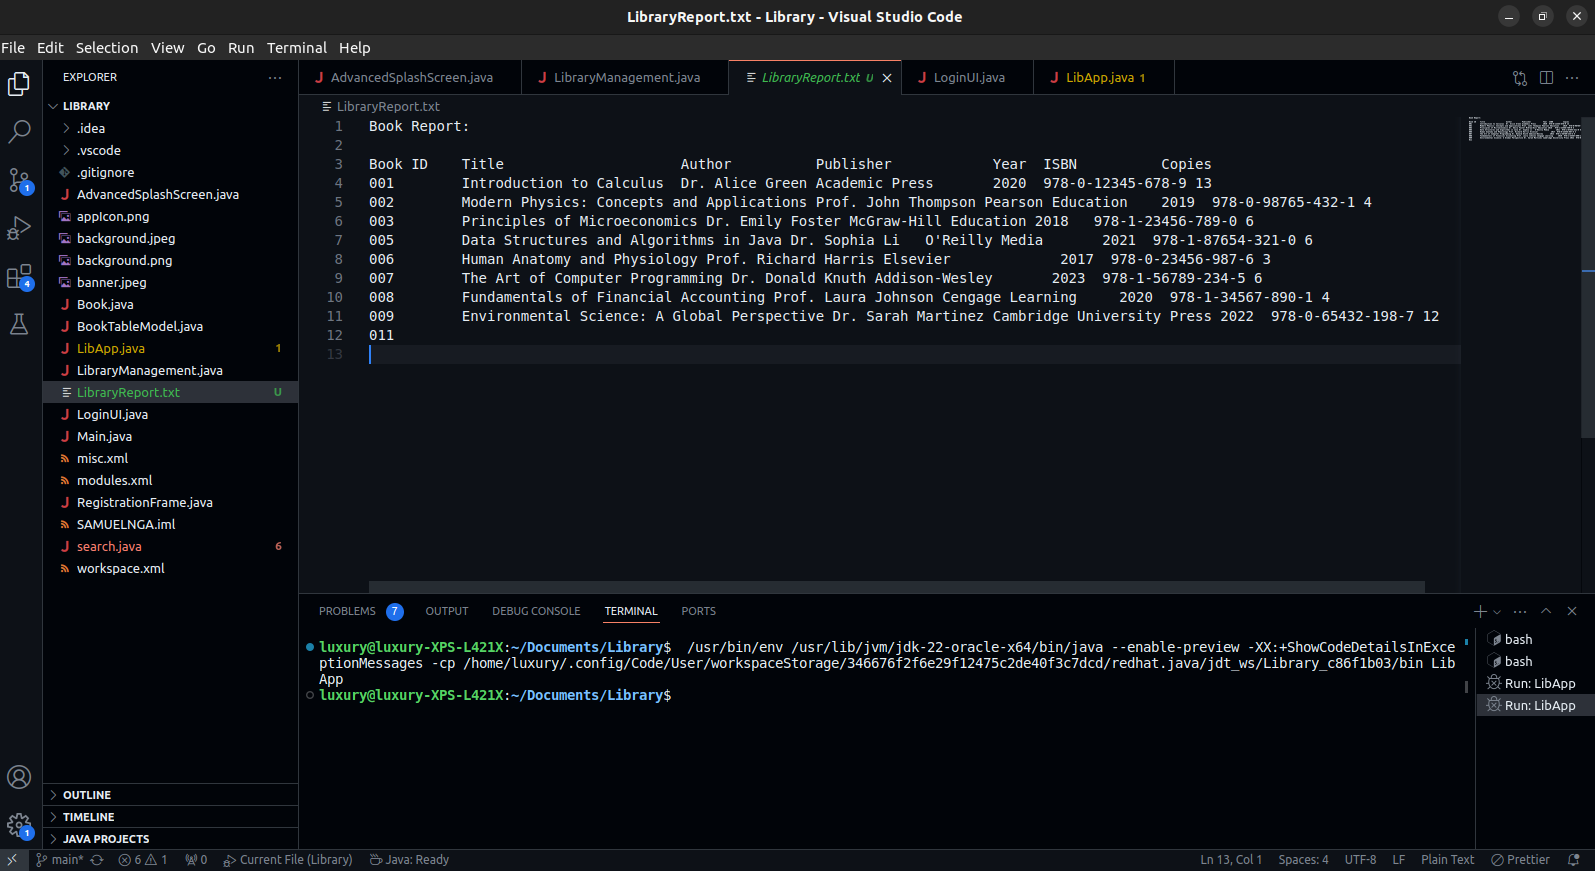 LibraryReport.txt - Library - Visual Studio Code
File Edit Selection View Go Run Terminal Help
EXPLORER
AdvancedSplashScreen.java
LibraryManagement.java
LibraryReport.txt U
LoginUI.java
LibApp.java 1
LIBRARY
.idea
.vscode
.gitignore
AdvancedSplashScreen.java
appIcon.png
background.jpeg
background.png
banner.jpeg
Book.java
BookTableModel.java
LibApp.java 1
LibraryManagement.java
LibraryReport.txt U
LoginUI.java
Main.java
misc.xml
modules.xml
RegistrationFrame.java
SAMUELNGA.iml
search.java 6
workspace.xml
OUTLINE
TIMELINE
JAVA PROJECTS
1
4
1
LibraryReport.txt
1 Book Report:
2
3 Book ID Title Author Publisher Year ISBN Copies
4 001 Introduction to Calculus Dr. Alice Green Academic Press 2020 978-0-12345-678-9 13
5 002 Modern Physics: Concepts and Applications Prof. John Thompson Pearson Education 2019 978-0-98765-432-1 4
6 003 Principles of Microeconomics Dr. Emily Foster McGraw-Hill Education 2018 978-1-23456-789-0 6
7 005 Data Structures and Algorithms in Java Dr. Sophia Li O'Reilly Media 2021 978-1-87654-321-0 6
8 006 Human Anatomy and Physiology Prof. Richard Harris Elsevier 2017 978-0-23456-987-6 3
9 007 The Art of Computer Programming Dr. Donald Knuth Addison-Wesley 2023 978-1-56789-234-5 6
10 008 Fundamentals of Financial Accounting Prof. Laura Johnson Cengage Learning 2020 978-1-34567-890-1 4
11 009 Environmental Science: A Global Perspective Dr. Sarah Martinez Cambridge University Press 2022 978-0-65432-198-7 12
12 011
13
PROBLEMS 7 OUTPUT DEBUG CONSOLE TERMINAL PORTS
luxury@luxury-XPS-L421X:~/Documents/Library$ /usr/bin/env /usr/lib/jvm/jdk-22-oracle-x64/bin/java --enable-preview -XX:+ShowCodeDetailsInExce
ptionMessages -cp /home/luxury/.config/Code/User/workspaceStorage/346676f2f6e29f12475c2de40f3c7dcd/redhat.java/jdt_ws/Library_c86f1b03/bin Lib
App
luxury@luxury-XPS-L421X:~/Documents/Library$
bash
bash
Run: LibApp
Run: LibApp
main* 6 1 0 Current File (Library) Java: Ready
Ln 13, Col 1 Spaces: 4 UTF-8 LF Plain Text Prettier